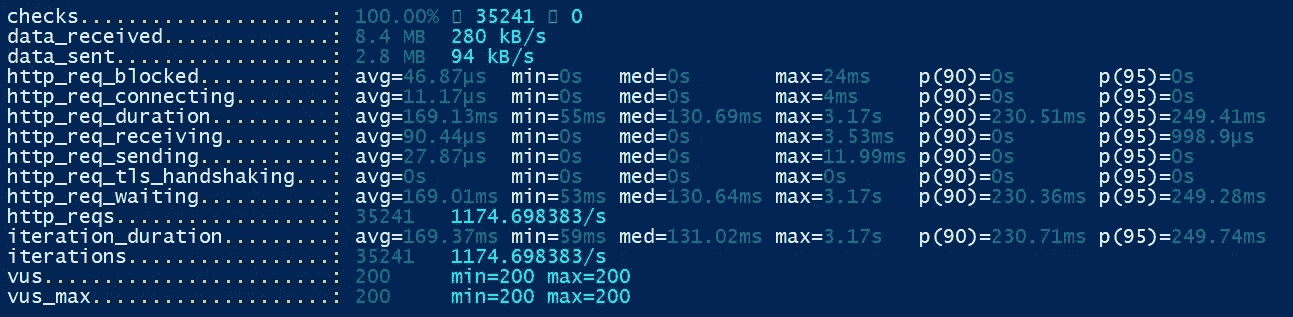 checks.....................: 100.00% ▯ 35241 ▯ 0
data_received..............: 8.4 MB 280 kB/s
data_sent..................: 2.8 MB 94 kB/s
http_req_blocked...........: avg=46.87µs min=0s med=0s max=24ms p(90)=0s p(95)=0s
http_req_connecting........: avg=11.17µs min=0s med=0s max=4ms p(90)=0s p(95)=0s
http_req_duration..........: avg=169.13ms min=55ms med=130.69ms max=3.17s p(90)=230.51ms p(95)=249.41ms
http_req_receiving.........: avg=90.44µs min=0s med=0s max=3.53ms p(90)=0s p(95)=998.9µs
http_req_sending...........: avg=27.87µs min=0s med=0s max=11.99ms p(90)=0s p(95)=0s
http_req_tls_handshaking...: avg=0s min=0s med=0s max=0s p(90)=0s p(95)=0s
http_req_waiting...........: avg=169.01ms min=53ms med=130.64ms max=3.17s p(90)=230.36ms p(95)=249.28ms
http_reqs..................: 35241 1174.698383/s
iteration_duration.........: avg=169.37ms min=59ms med=131.02ms max=3.17s p(90)=230.71ms p(95)=249.74ms
iterations.................: 35241 1174.698383/s
vus........................: 200 min=200 max=200
vus_max....................: 200 min=200 max=200